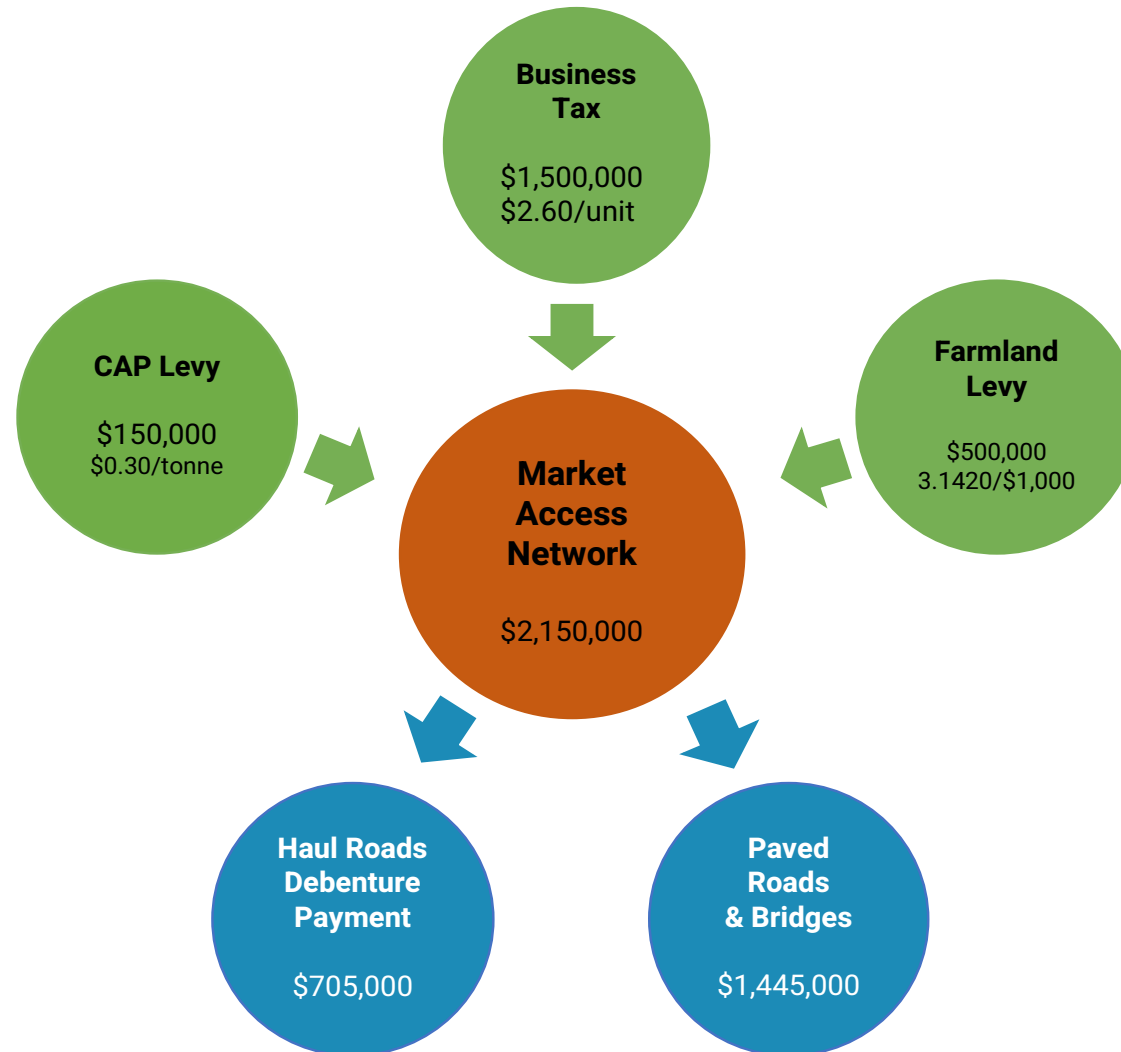 Business
Tax
$1,500,000
$2.60/unit
CAP Levy
$150,000
$0.30/tonne
Farmland
Levy
$500,000
3.1420/$1,000
Market
Access
Network
$2,150,000
Haul Roads
Debenture
Payment
$705,000
Paved
Roads
& Bridges
$1,445,000